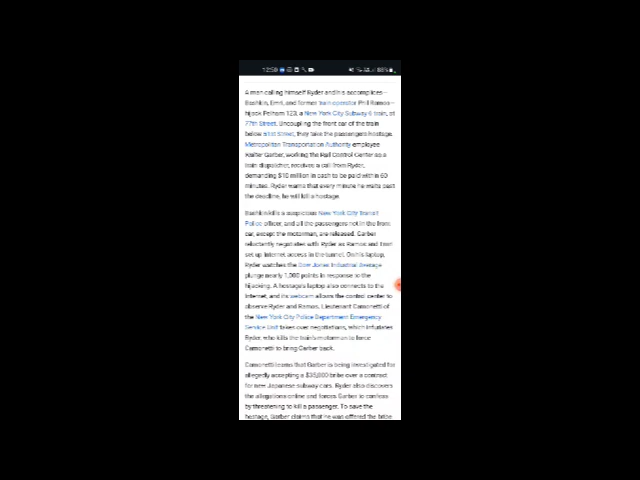 12:50
88%
A man calling himself Ryder and his accomplices—
Bashkin, Emri, and former train operator Phil Ramos—
hijack Pelham 123, a New York City Subway 6 train, at
77th Street. Uncoupling the front car of the train
below 51st Street, they take the passengers hostage.
Metropolitan Transportation Authority employee
Walter Garber, working the Rail Control Center as a
train dispatcher, receives a call from Ryder,
demanding $10 million in cash to be paid within 60
minutes. Ryder warns that every minute he waits past
the deadline, he will kill a hostage.
Bashkin kills a suspicious New York City Transit
Police officer, and all the passengers not in the front
car, except the motorman, are released. Garber
reluctantly negotiates with Ryder as Ramos and Emri
set up Internet access in the tunnel. On his laptop,
Ryder watches the Dow Jones Industrial Average
plunge nearly 1,000 points in response to the
hijacking. A hostage's laptop also connects to the
Internet, and its webcam allows the control center to
observe Ryder and Ramos. Lieutenant Camonetti of
the New York City Police Department Emergency
Service Unit takes over negotiations, which infuriates
Ryder, who kills the train's motorman to force
Camonetti to bring Garber back.
Camonetti learns that Garber is being investigated for
allegedly accepting a $35,000 bribe over a contract
for new Japanese subway cars. Ryder also discovers
the allegations online and forces Garber to confess
by threatening to kill a passenger. To save the
hostage, Garber claims that he was offered the bribe